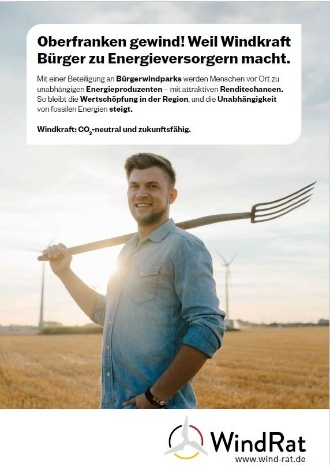 Oberfranken gewind! Weil Windkraft
Bürger zu Energieversorgern macht.
Mit einer Beteiligung an Bürgerwindparks werden Menschen vor Ort zu
unabhängigen Energieproduzenten – mit attraktiven Renditechancen.
So bleibt die Wertschöpfung in der Region, und die Unabhängigkeit
von fossilen Energien steigt.
Windkraft: CO₂-neutral und zukunftsfähig.
WindRat
www.wind-rat.de